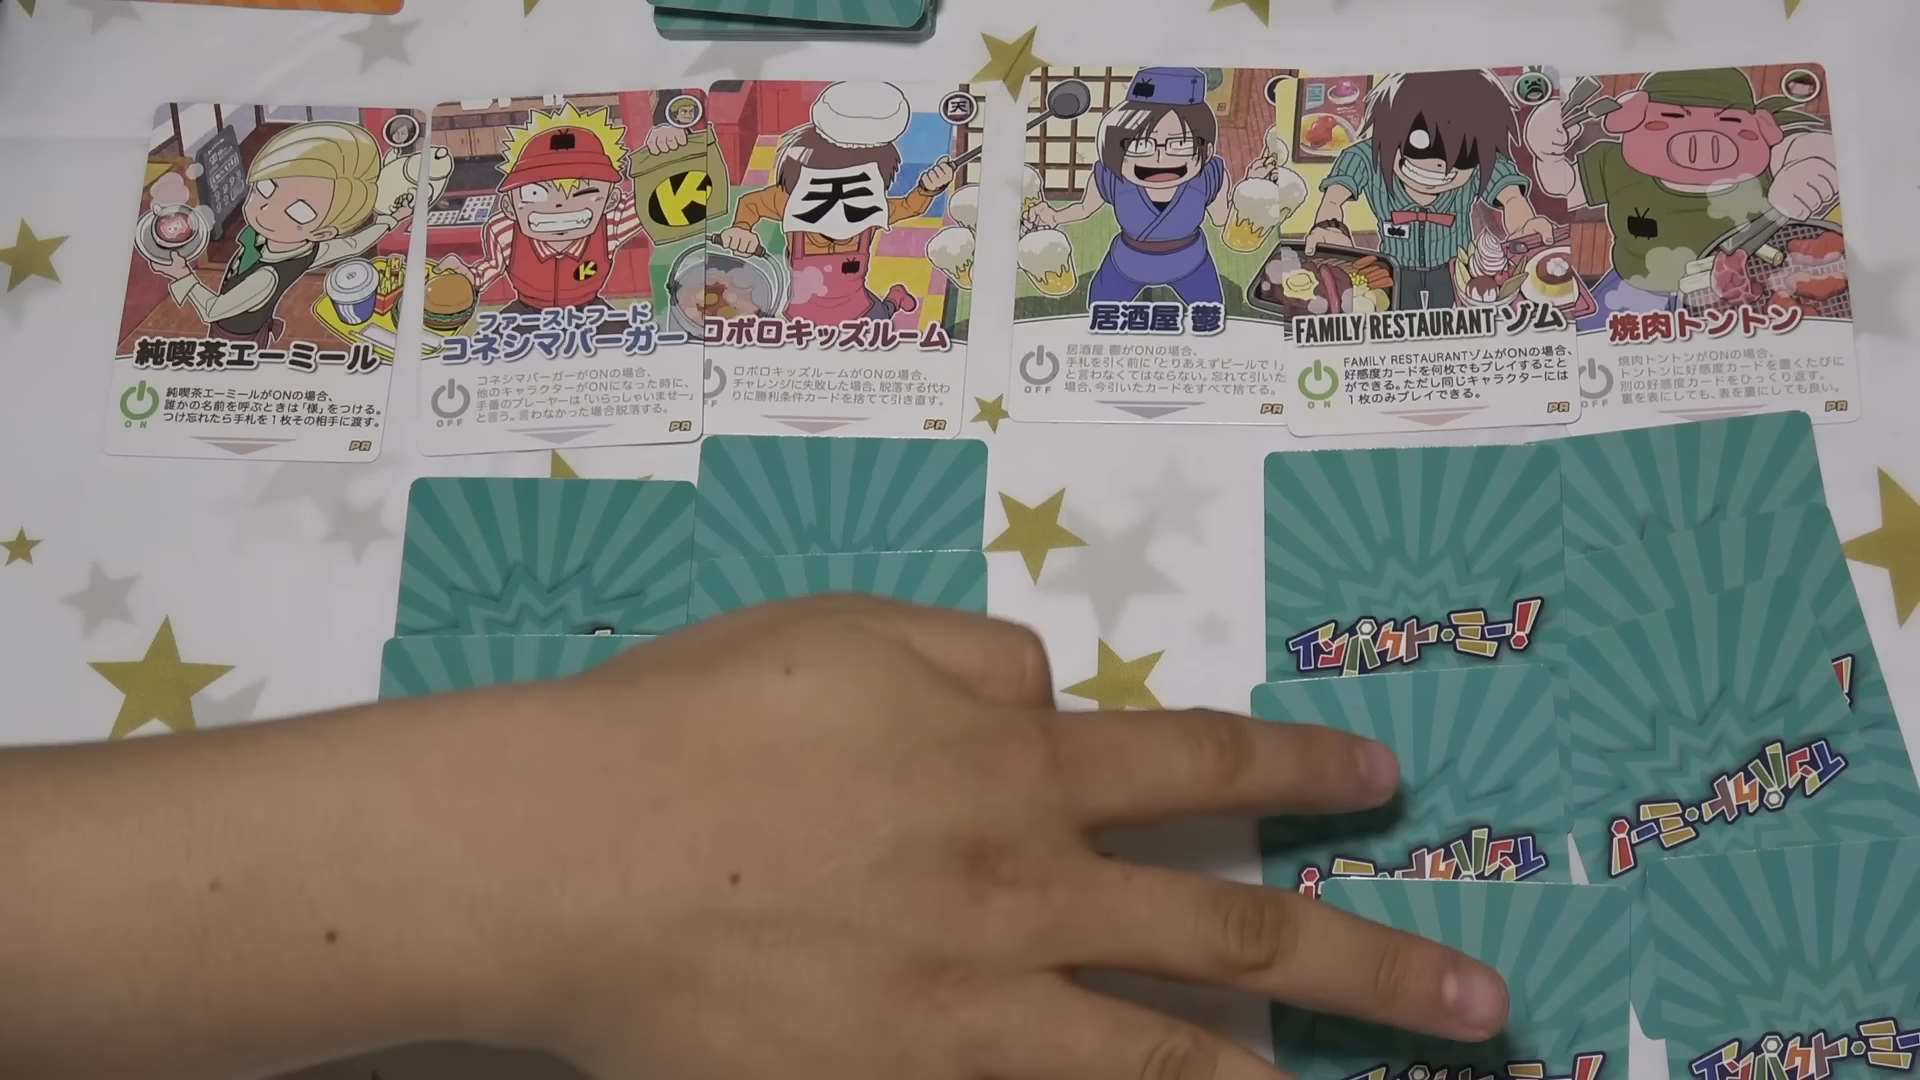 天
天
純喫茶エーミール
ON
純喫茶エーミールがONの場合、
誰かの名前を呼ぶときは「様」をつける。
つけ忘れたら手札を1枚その相手に渡す。
PR
K
K
ファーストフード
コネシマバーガー
OFF
コネシマバーガーがONの場合、
他のキャラクターがONになった時に、
手番のプレーヤーは「いらっしゃいませー」
と言う。言わなかった場合脱落する。
PR
ロボロキッズルーム
ロボロキッズルームがONの場合、
チャレンジに失敗した場合、脱落する代わ
りに勝利条件カードを捨てて引き直す。
PR
居酒屋 鬱
OFF
居酒屋 鬱がONの場合。
手札を引く前に「とりあえずビールで!」
と言わなくてはならない。忘れて引いた
場合、今引いたカードをすべて捨てる。
PR
FAMILY RESTAURANT ゾム
ON
FAMILY RESTAURANTゾムがONの場合、
好感度カードを何枚でもプレイすること
ができる。ただし同じキャラクターには
1枚のみプレイできる。
PR
焼肉トントン
OFF
焼肉トントンがONの場合、
トントンに好感度カードを置くたびに
別の好感度カードをひっくり返す。
裏を表にしても、表を裏にしても良い。
PR
インパクト・ミー!
インパクト・ミー!
インパクト・ミー!
インパクト・ミー!
インパクト・ミー